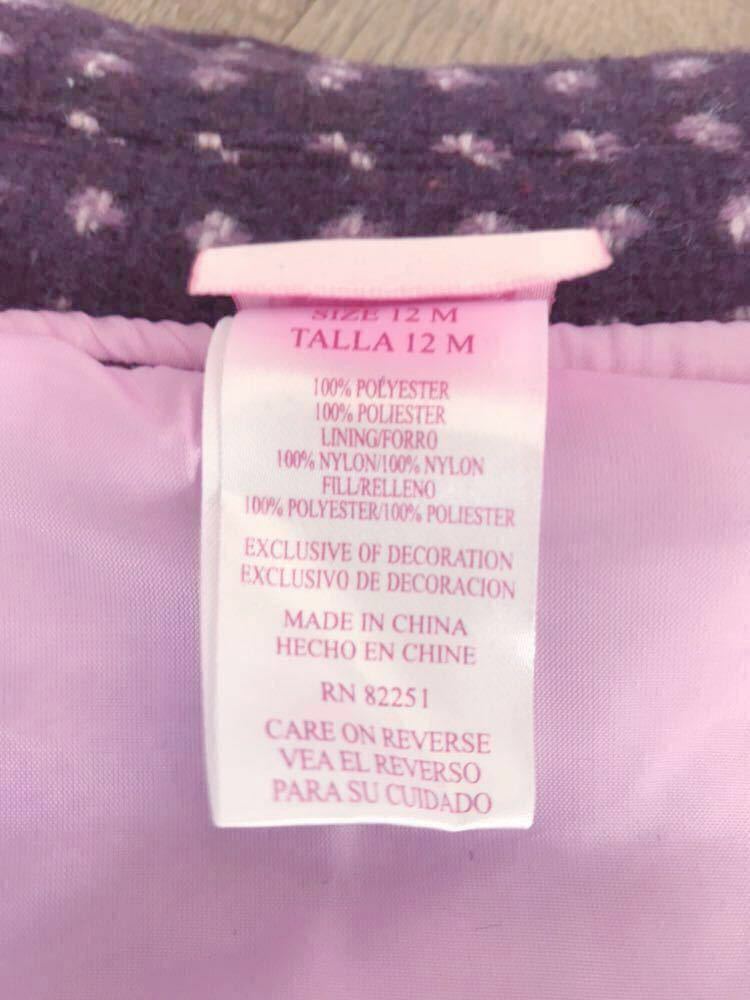 SIZE 12 M
TALLA 12 M
100% POLYESTER
100% POLIESTER
LINING/FORRO
100% NYLON/100% NYLON
FILL/RELLENO
100% POLYESTER/100% POLIESTER
EXCLUSIVE OF DECORATION
EXCLUSIVO DE DECORACION
MADE IN CHINA
HECHO EN CHINE
RN 82251
CARE ON REVERSE
VEA EL REVERSO
PARA SU CUIDADO